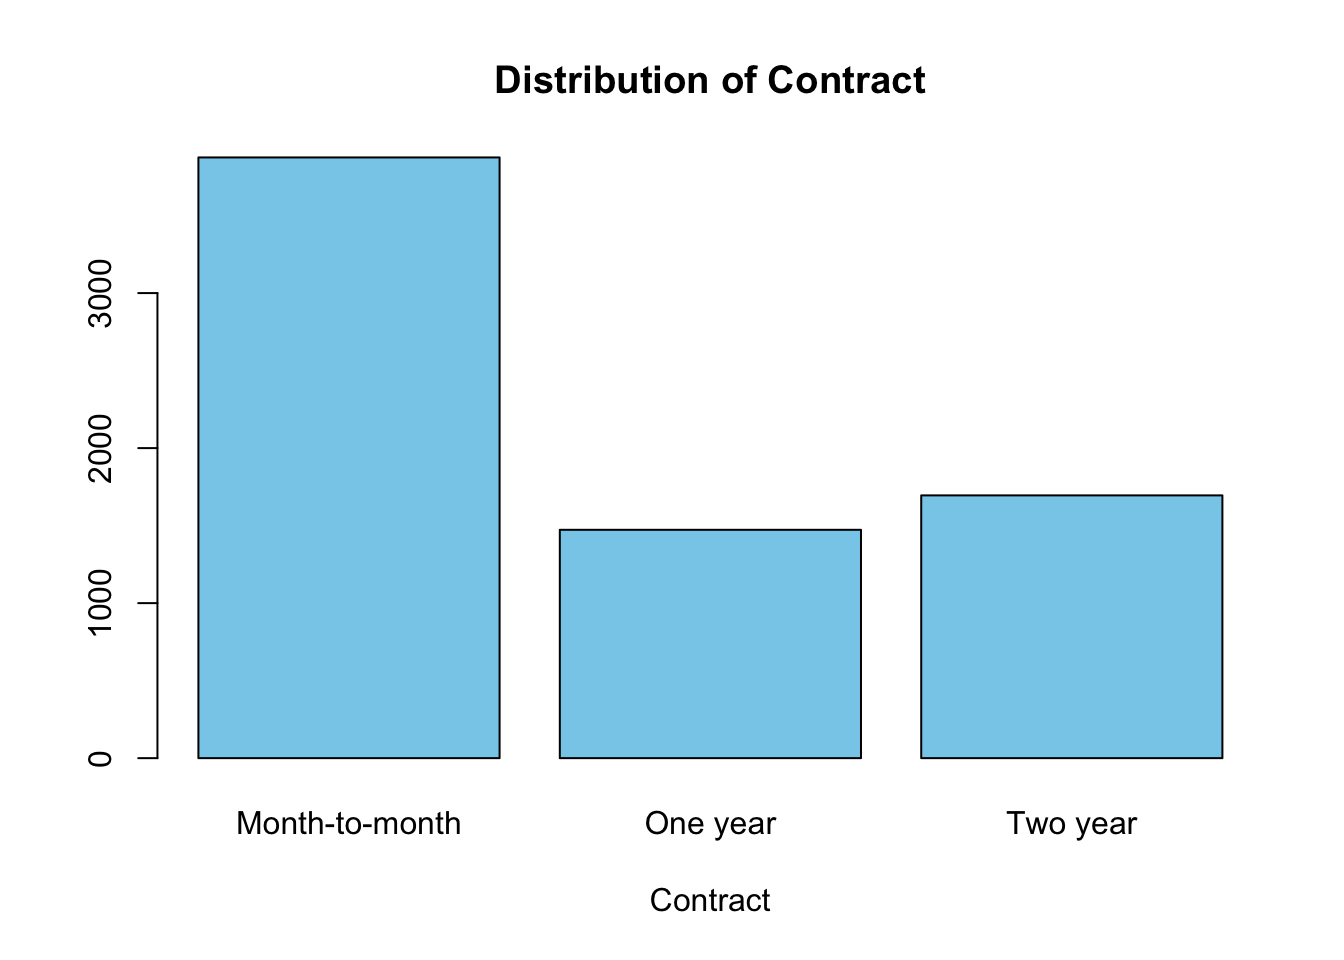 Distribution of Contract
3000
2000
1000
0
Month-to-month One year Two year
Contract